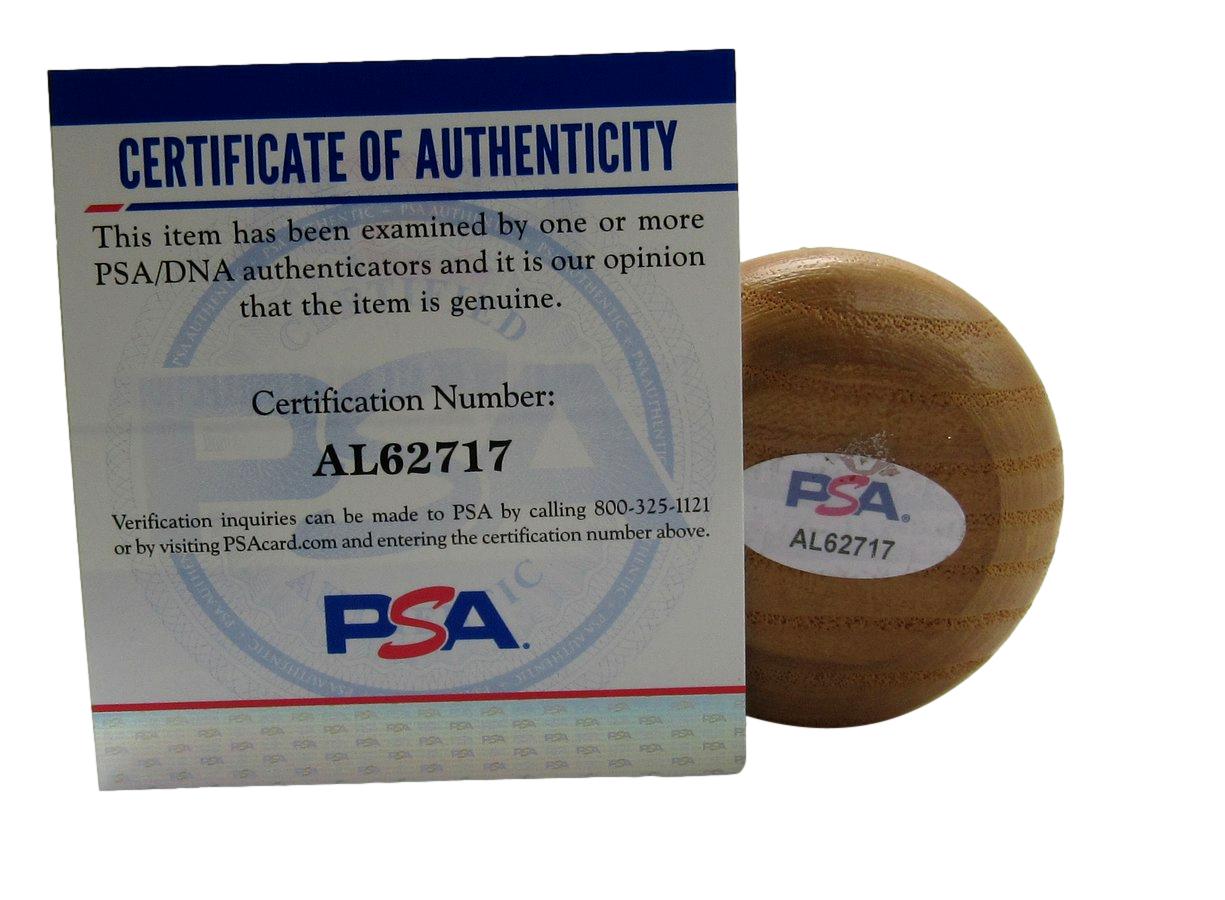 CERTIFICATE OF AUTHENTICITY
This item has been examined by one or more
PSA/DNA authenticators and it is our opinion
that the item is genuine.
Certification Number:
AL62717
Verification inquiries can be made to PSA by calling 800-325-1121
or by visiting PSAcard.com and entering the certification number above.
PSA.
PSA.
AL62717